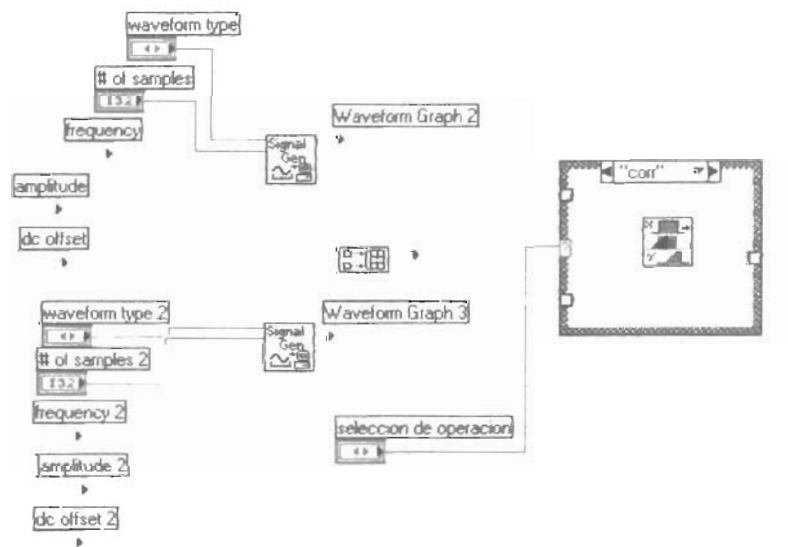 waveform type
# of samples
I32
frequency
amplitude
dc offset
Signal
Gen
Waveform Graph 2
"corr"
?
X
Y
waveform type 2
# of samples 2
I32
frequency 2
amplitude 2
dc offset 2
Signal
Gen
Waveform Graph 3
seleccion de operacion